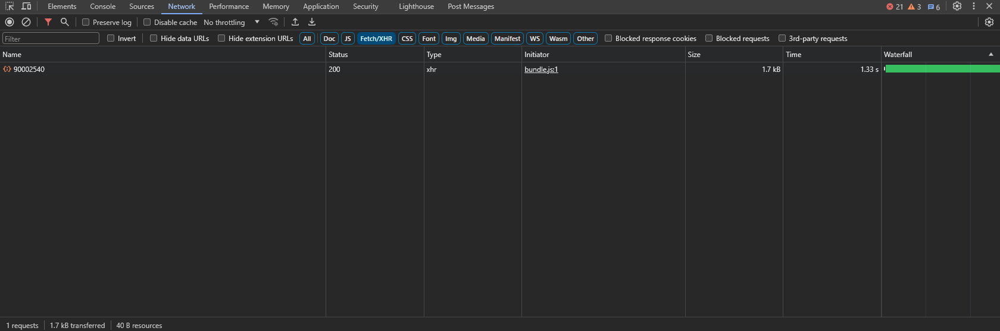 Elements Console Sources Network Performance Memory Application Security Lighthouse Post Messages 21 3 6
Preserve log Disable cache No throttling
Filter Invert Hide data URLs Hide extension URLs All Doc JS Fetch/XHR CSS Font Img Media Manifest WS Wasm Other Blocked response cookies Blocked requests 3rd-party requests
Name Status Type Initiator Size Time Waterfall
90002540 200 xhr bundle.js:1 1.7 kB 1.33 s
1 requests 1.7 kB transferred 40 B resources